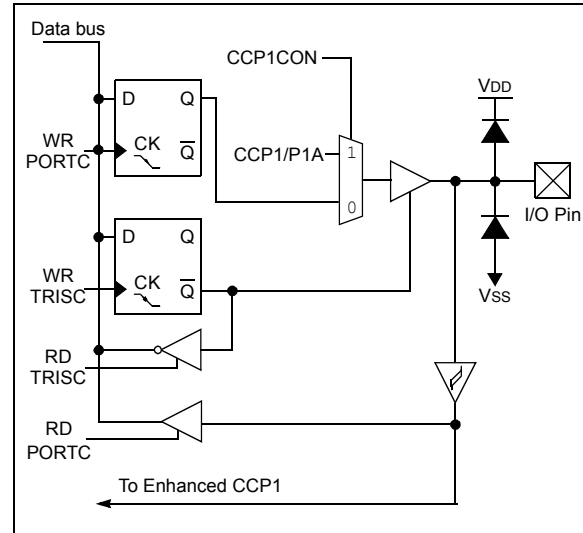 Data bus
CCP1CON
VDD
D Q
WR
PORTC
CK Q
CCP1/P1A
1
0
I/O Pin
D Q
WR
TRISC
CK Q
VSS
RD
TRISC
RD
PORTC
To Enhanced CCP1